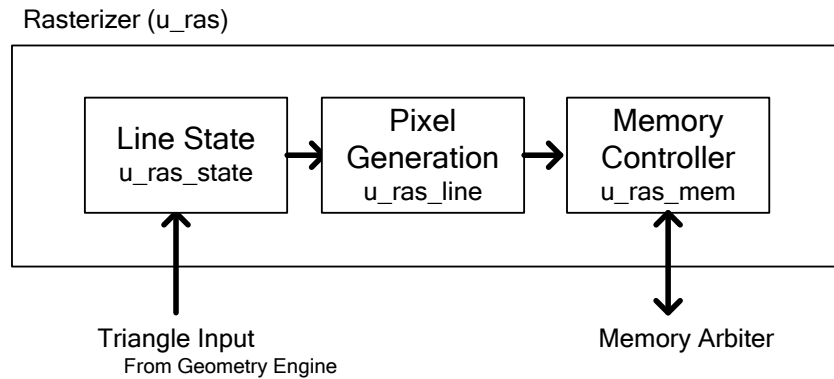 Rasterizer (u_ras)
Line State
u_ras_state
Pixel
Generation
u_ras_line
Memory
Controller
u_ras_mem
Triangle Input
From Geometry Engine
Memory Arbiter